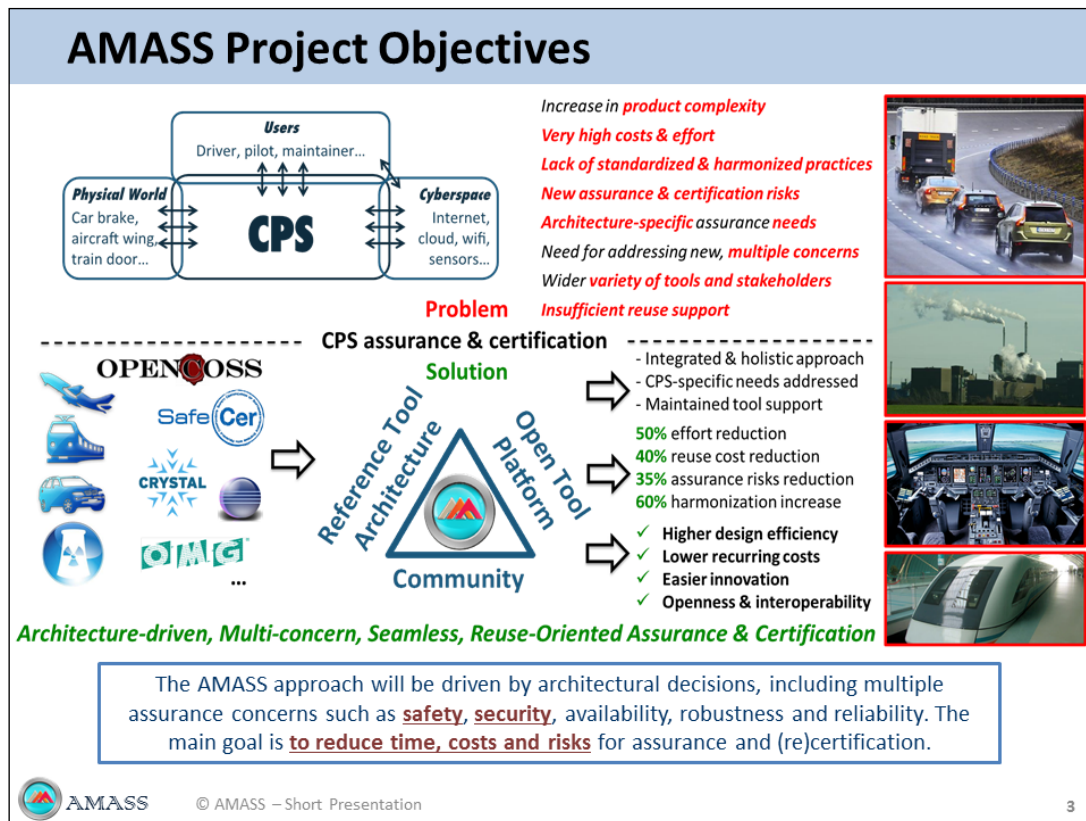 AMASS Project Objectives
Users
Driver, pilot, maintainer...
Physical World
Car brake,
aircraft wing,
train door...
CPS
Cyberspace
Internet,
cloud, wifi,
sensors...
Increase in product complexity
Very high costs & effort
Lack of standardized & harmonized practices
New assurance & certification risks
Architecture-specific assurance needs
Need for addressing new, multiple concerns
Wider variety of tools and stakeholders
Insufficient reuse support
Problem
CPS assurance & certification
Solution
OPENCOSS
SafeCer
CRYSTAL
OMG
...
Reference Tool
Architecture
Open Tool
Platform
Community
- Integrated & holistic approach
- CPS-specific needs addressed
- Maintained tool support
50% effort reduction
40% reuse cost reduction
35% assurance risks reduction
60% harmonization increase
✓ Higher design efficiency
✓ Lower recurring costs
✓ Easier innovation
✓ Openness & interoperability
Architecture-driven, Multi-concern, Seamless, Reuse-Oriented Assurance & Certification
The AMASS approach will be driven by architectural decisions, including multiple
assurance concerns such as safety, security, availability, robustness and reliability. The
main goal is to reduce time, costs and risks for assurance and (re)certification.
AMASS
© AMASS – Short Presentation
3